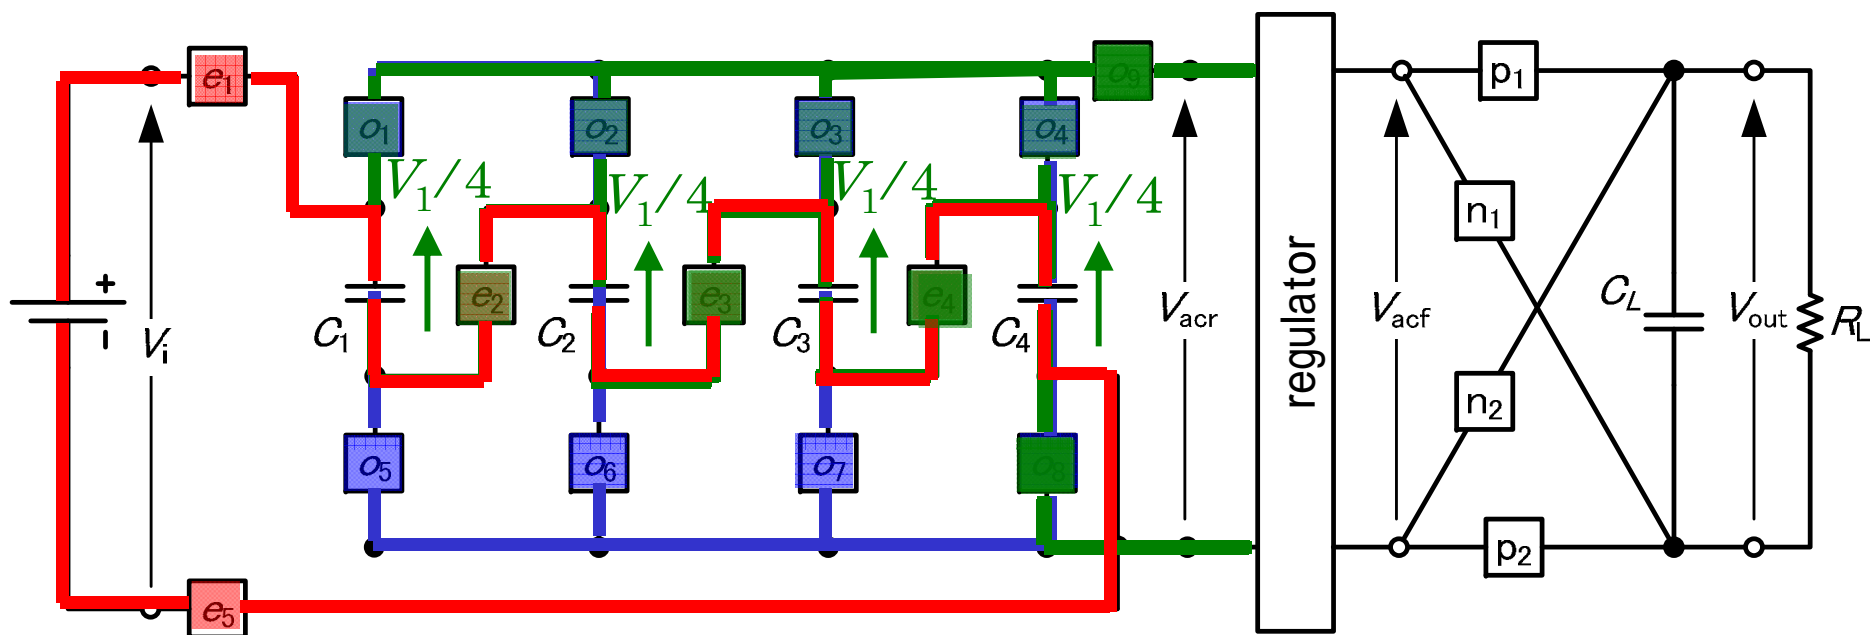 e1 o9 p1
o1 o2 o3 o4
V1/4 V1/4 V1/4 V1/4
n1
e2 e3 e4
+
−
Vi C1 C2 C3 C4 Vacr regulator Vacf CL Vout RL
n2
o5 o6 o7 o8
p2
e5